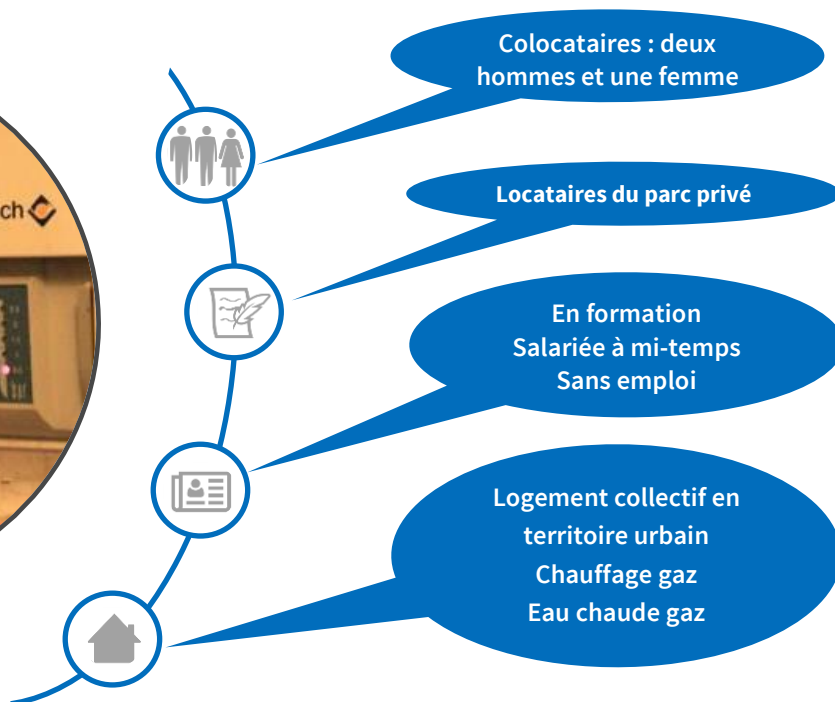 Colocataires : deux
hommes et une femme
ch
Locataires du parc privé
En formation
Salariée à mi-temps
Sans emploi
Logement collectif en
territoire urbain
Chauffage gaz
Eau chaude gaz